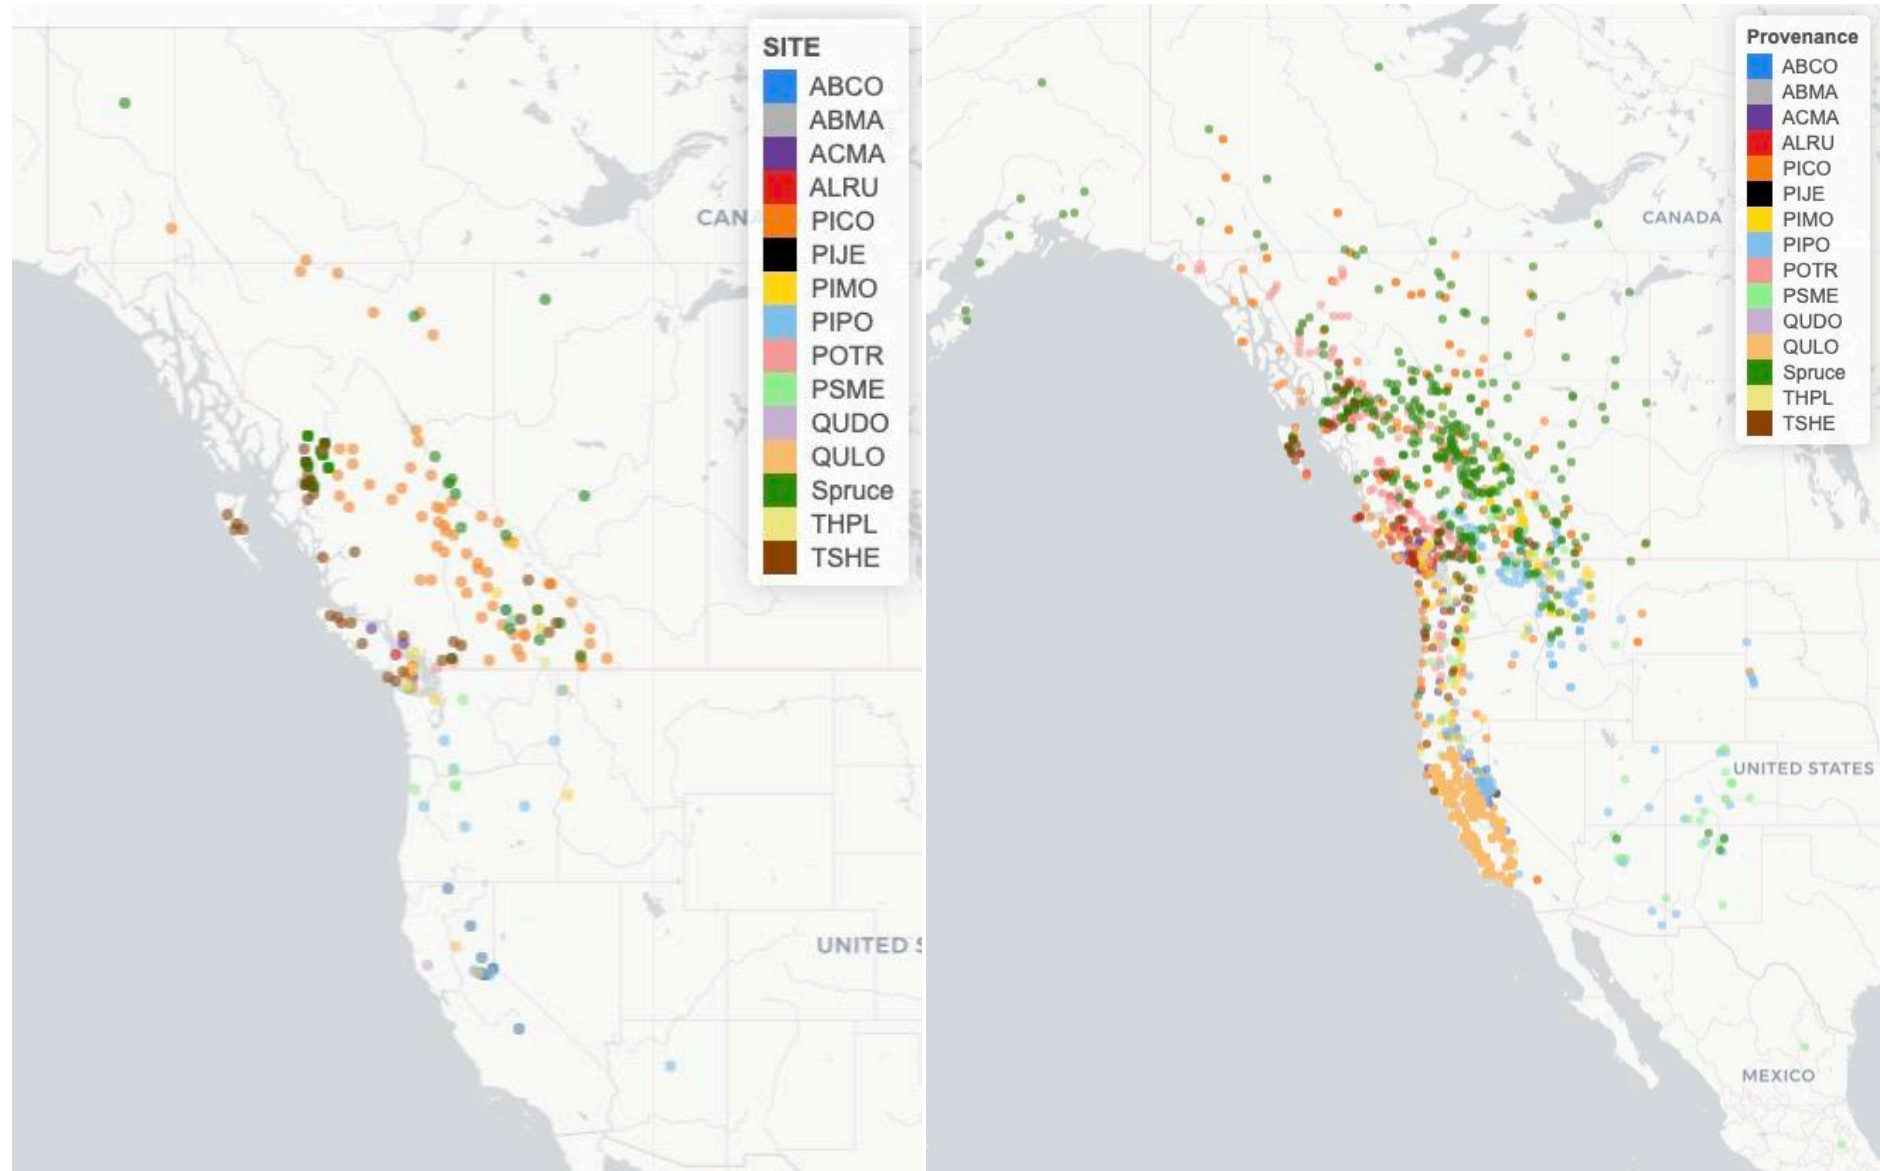 SITE
ABCO
ABMA
ACMA
ALRU
PICO
PIJE
PIMO
PIPO
POTR
PSME
QUDO
QULO
Spruce
THPL
TSHE
CAN
UNITED S
Provenance
ABCO
ABMA
ACMA
ALRU
PICO
PIJE
PIMO
PIPO
POTR
PSME
QUDO
QULO
Spruce
THPL
TSHE
CANADA
UNITED STATES
MEXICO